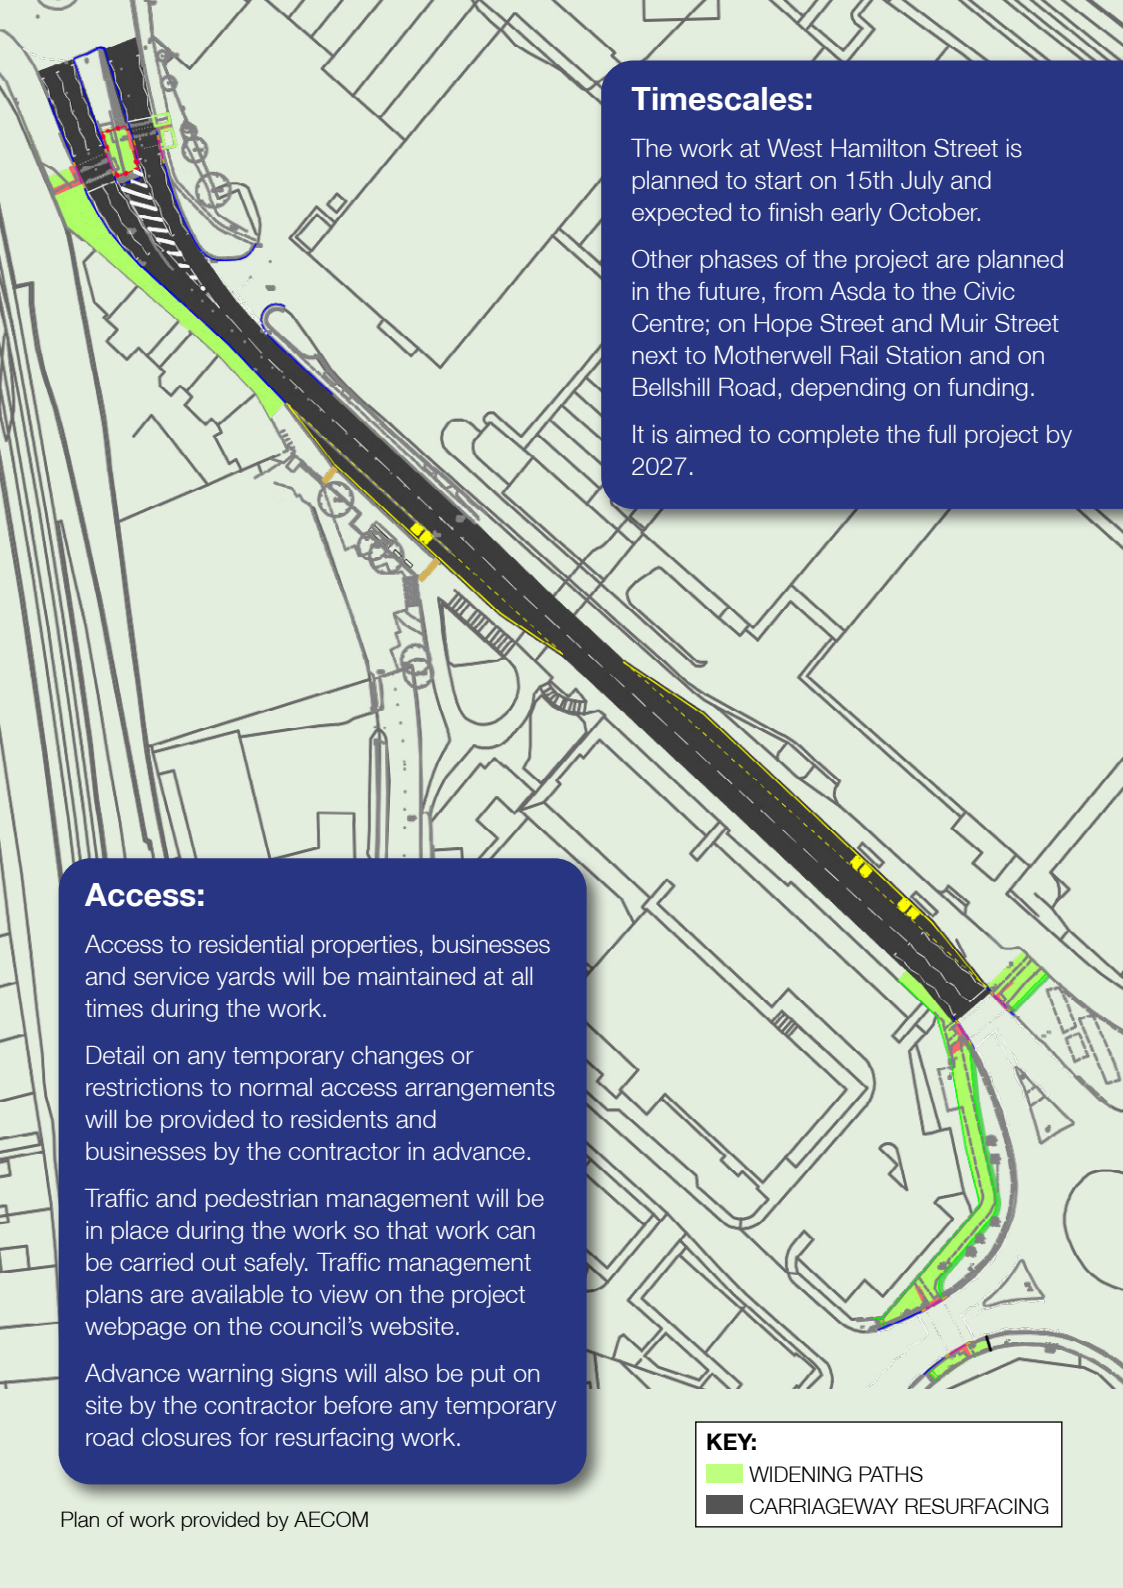 Timescales:
The work at West Hamilton Street is
planned to start on 15th July and
expected to finish early October.
Other phases of the project are planned
in the future, from Asda to the Civic
Centre; on Hope Street and Muir Street
next to Motherwell Rail Station and on
Bellshill Road, depending on funding.
It is aimed to complete the full project by
2027.
Access:
Access to residential properties, businesses
and service yards will be maintained at all
times during the work.
Detail on any temporary changes or
restrictions to normal access arrangements
will be provided to residents and
businesses by the contractor in advance.
Traffic and pedestrian management will be
in place during the work so that work can
be carried out safely. Traffic management
plans are available to view on the project
webpage on the council’s website.
Advance warning signs will also be put on
site by the contractor before any temporary
road closures for resurfacing work.
KEY:
WIDENING PATHS
CARRIAGEWAY RESURFACING
Plan of work provided by AECOM